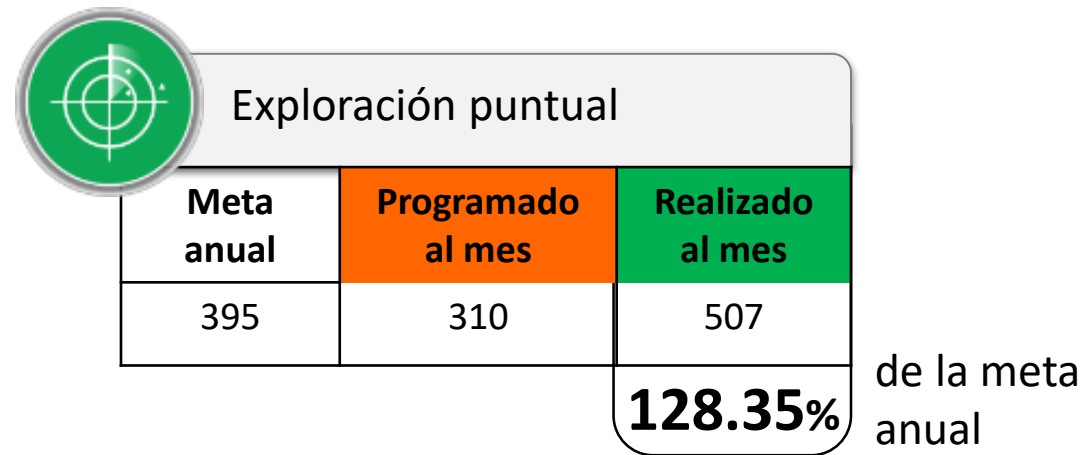 Exploración puntual
Meta anual
Programado al mes
Realizado al mes
395 310 507
128.35%
de la meta
anual